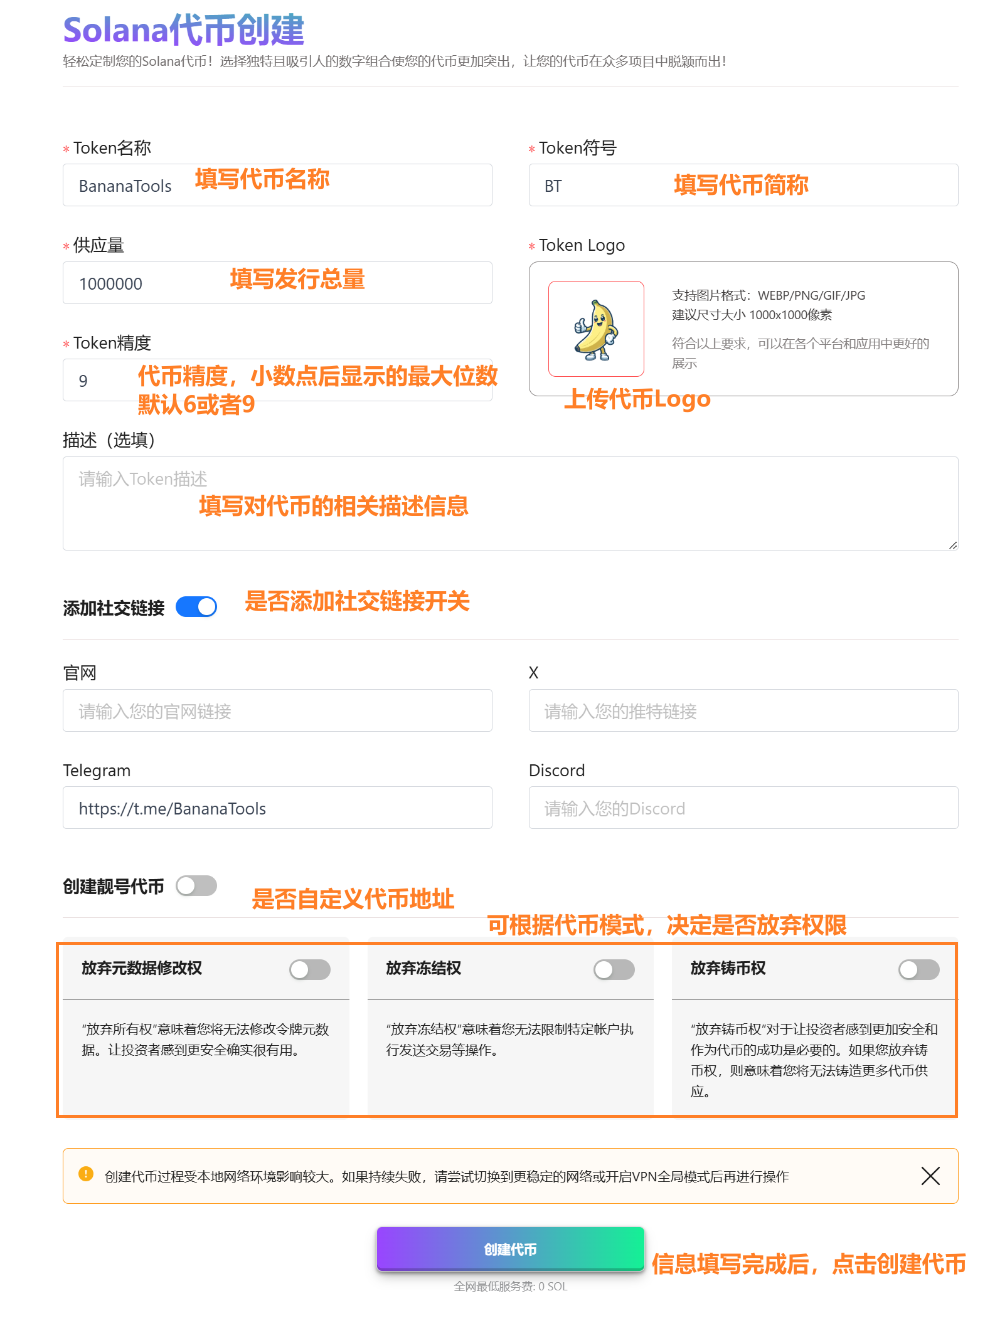 Solana代币创建
轻松定制您的Solana代币！选择独特目吸引人的数字组合使您的代币更加突出，让您的代币在众多项目中脱颖而出！
* Token名称
BananaTools
填写代币名称
* Token符号
BT
填写代币简称
* 供应量
1000000
填写发行总量
* Token Logo
支持图片格式：WEBP/PNG/GIF/JPG
建议尺寸大小 1000x1000像素
符合以上要求，可以在各个平台和应用中更好的
展示
上传代币Logo
* Token精度
9
代币精度，小数点后显示的最大位数
默认6或者9
描述（选填）
请输入Token描述
填写对代币的相关描述信息
添加社交链接
是否添加社交链接开关
官网
请输入您的官网链接
X
请输入您的推特链接
Telegram
https://t.me/BananaTools
Discord
请输入您的Discord
创建靓号代币
是否自定义代币地址
可根据代币模式，决定是否放弃权限
放弃元数据修改权
“放弃所有权”意味着您将无法修改令牌元数
据。让投资者感到更安全确实很有用。
放弃冻结权
“放弃冻结权”意味着您无法限制特定帐户执
行发送交易等操作。
放弃铸币权
“放弃铸币权”对于让投资者感到更加安全和
作为代币的成功是必要的。如果您放弃铸
币权，则意味着您将无法铸造更多代币供
应。
创建代币过程受本地网络环境影响较大。如果持续失败，请尝试切换到更稳定的网络或开启VPN全局模式后再进行操作
创建代币
信息填写完成后，点击创建代币
全网最低服务费: 0 SOL